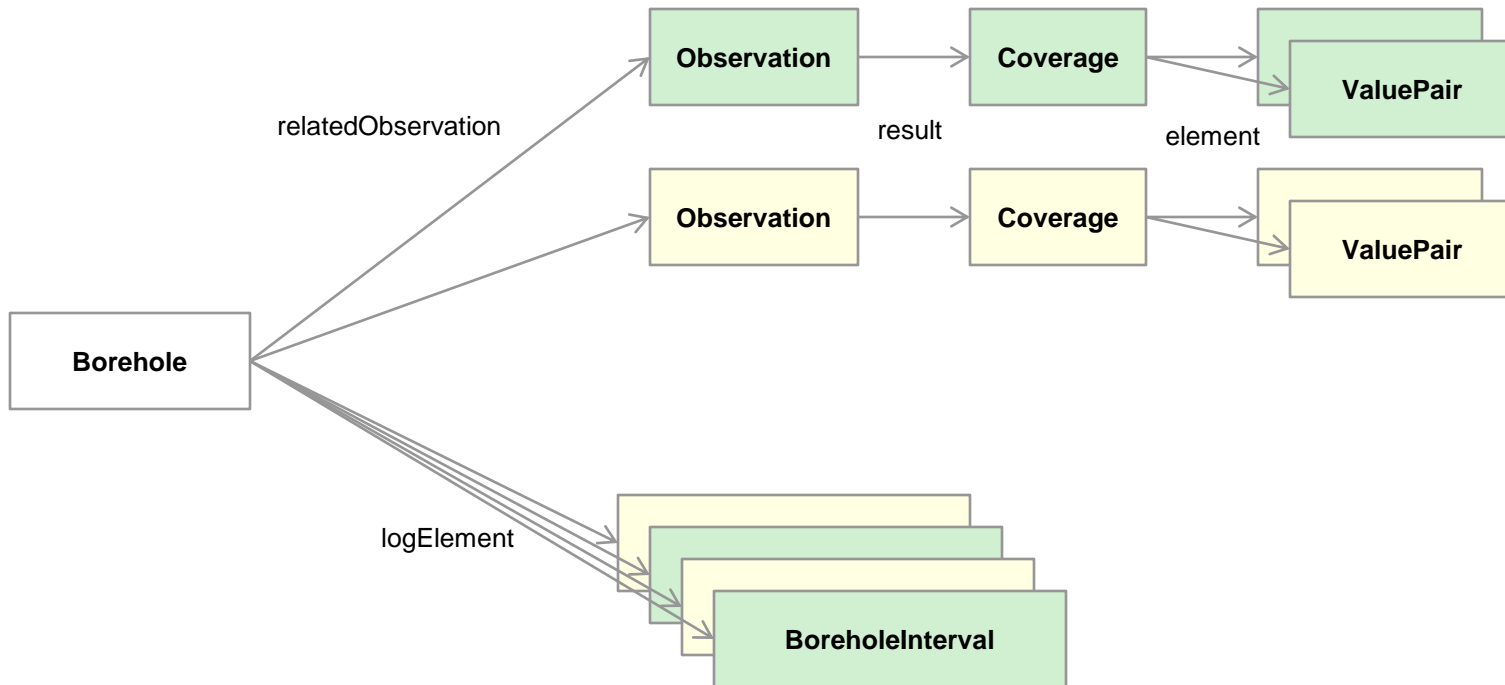 Observation
Coverage
ValuePair
relatedObservation
result
element
Observation
Coverage
ValuePair
Borehole
logElement
BoreholeInterval